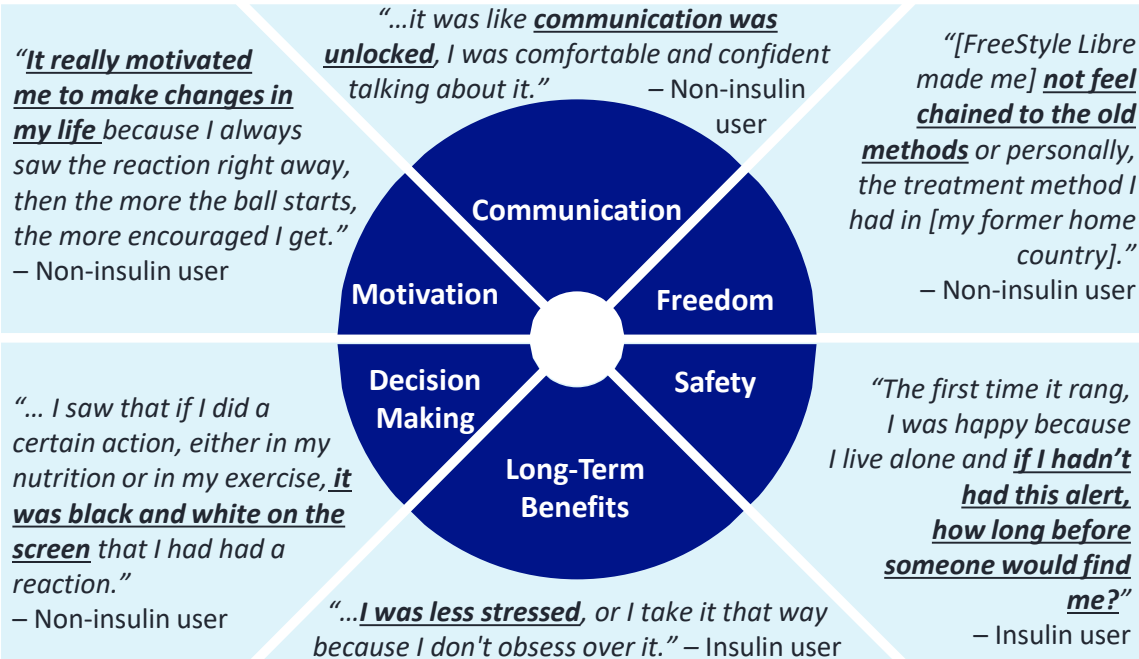 “It really motivated
me to make changes in
my life because I always
saw the reaction right away,
then the more the ball starts,
the more encouraged I get.”
– Non-insulin user
“…it was like communication was
unlocked, I was comfortable and confident
talking about it.” – Non-insulin
user
“[FreeStyle Libre
made me] not feel
chained to the old
methods or personally,
the treatment method I
had in [my former home
country].”
– Non-insulin user
Communication
Motivation
Freedom
Decision
Making
Safety
Long-Term
Benefits
“… I saw that if I did a
certain action, either in my
nutrition or in my exercise, it
was black and white on the
screen that I had had a
reaction.”
– Non-insulin user
“…I was less stressed, or I take it that way
because I don't obsess over it.” – Insulin user
“The first time it rang,
I was happy because
I live alone and if I hadn’t
had this alert,
how long before
someone would find
me?”
– Insulin user